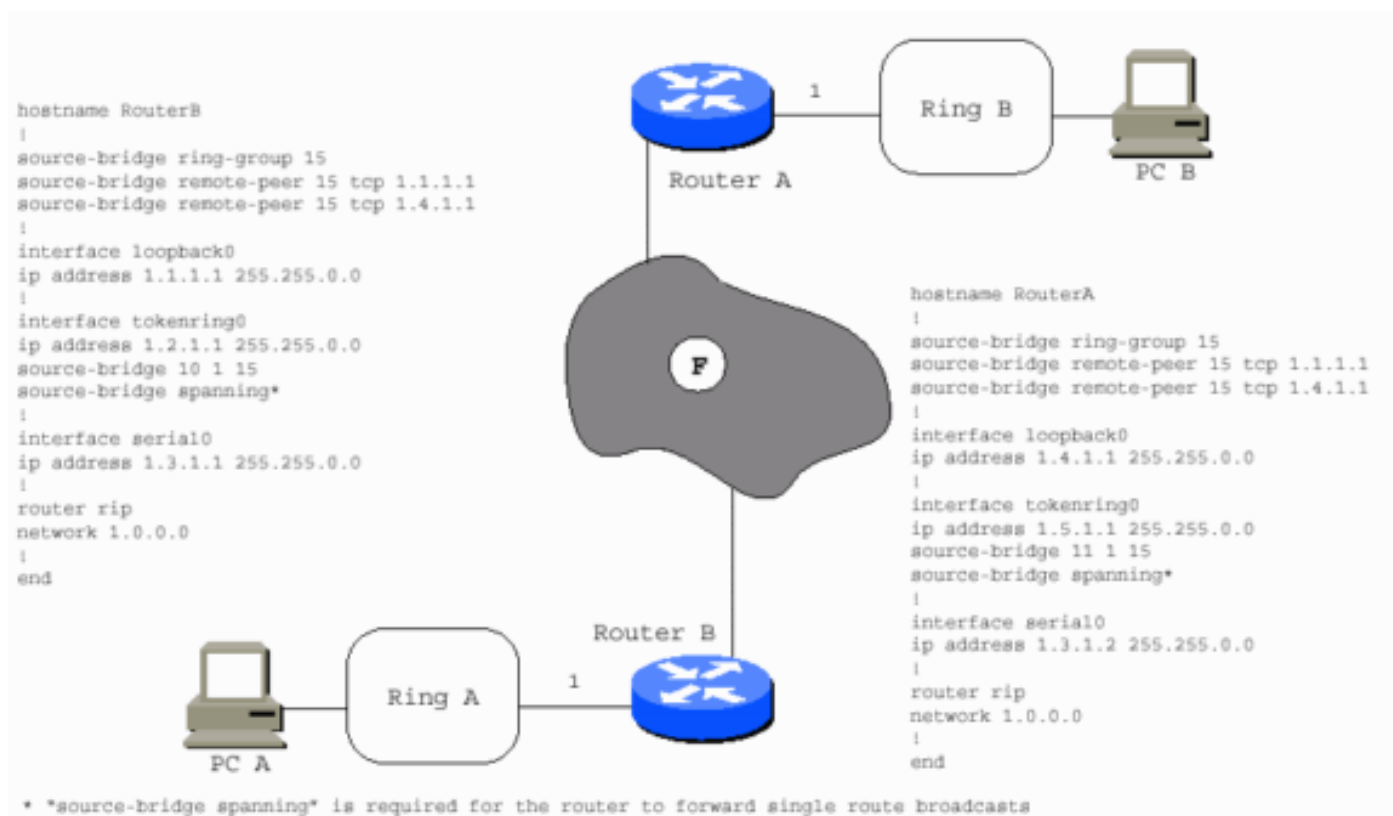 hostname RouterB
!
source-bridge ring-group 15
source-bridge remote-peer 15 tcp 1.1.1.1
source-bridge remote-peer 15 tcp 1.4.1.1
!
interface loopback0
ip address 1.1.1.1 255.255.0.0
!
interface tokenring0
ip address 1.2.1.1 255.255.0.0
source-bridge 10 1 15
source-bridge spanning*
!
interface serial0
ip address 1.3.1.1 255.255.0.0
!
router rip
network 1.0.0.0
!
end
1
Ring B
Router A
PC B
F
hostname RouterA
!
source-bridge ring-group 15
source-bridge remote-peer 15 tcp 1.1.1.1
source-bridge remote-peer 15 tcp 1.4.1.1
!
interface loopback0
ip address 1.4.1.1 255.255.0.0
!
interface tokenring0
ip address 1.5.1.1 255.255.0.0
source-bridge 11 1 15
source-bridge spanning*
!
interface serial0
ip address 1.3.1.2 255.255.0.0
!
router rip
network 1.0.0.0
!
end
Router B
1
Ring A
PC A
* "source-bridge spanning" is required for the router to forward single route broadcasts